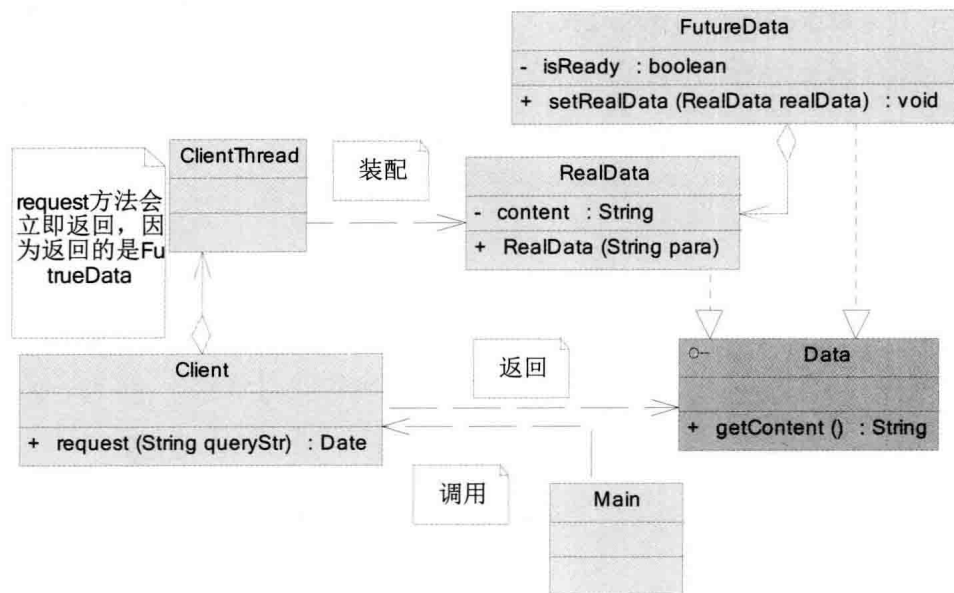 FutureData
- isReady : boolean
+ setRealData (RealData realData) : void
ClientThread
装配
RealData
- content : String
+ RealData (String para)
request方法会
立即返回，因
为返回的是Fu
trueData
Client
+ request (String queryStr) : Date
返回
Data
+ getContent () : String
调用
Main